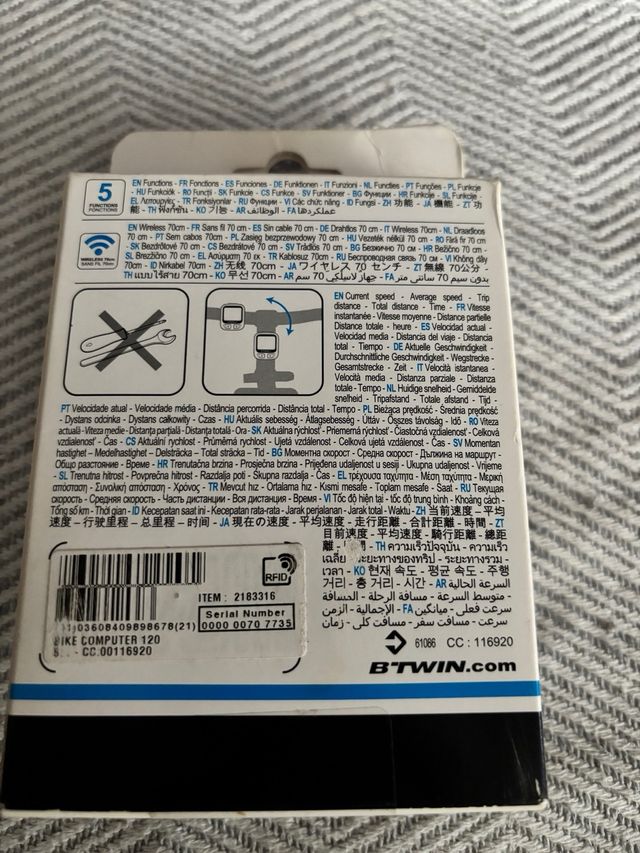 5
FUNCTIONS
FONCTIONS
EN Functions - FR Fonctions - ES Funciones - DE Funktionen - IT Funzioni - NL Functies - PT Funções - PL Funkcje
- HU Funkciók - RO Funcții - SK Funkcie - CS Funkce - SV Funktioner - BG Функции - HR Funkcije - SL Funkcije -
EL Λειτουργίες - TR Fonksiyonlar - RU Функции - VI Các chức năng - ID Fungsi - ZH 功能 - JA 機能 - ZT 功
能 - TH ฟังก์ชัน - KO 기능 - AR الوظائف - FA عملکردها
WIRELESS 70cm
SANS FIL 70cm
EN Wireless 70cm - FR Sans fil 70 cm - ES Sin cable 70 cm - DE Drahtlos 70 cm - IT Wireless 70 cm - NL Draadloos
70 cm - PT Sem cabos 70 cm - PL Zasięg bezprzewodowy 70 cm - HU Vezeték nélkül 70 cm - RO Fără fir 70 cm
- SK Bezdrôtové 70 cm - CS Bezdrátové 70 cm - SV Trådlös 70 cm - BG Безжично 70 cm - HR Bežično 70 cm -
SL Brezžično 70 cm - EL Ασύρματη 70 εκ - TR Kablosuz 70cm - RU Беспроводная связь 70 cm - VI Không dây
70cm - ID Nirkabel 70cm - ZH 无线 70cm - JA ワイヤレス 70 センチ - ZT 無線 70公分 -
TH แบบไร้สาย 70cm - KO 무선 70cm - AR جهاز لاسلكي 70 سم - FA بدون سیم 70 سانتی متر
EN Current speed - Average speed - Trip
distance - Total distance - Time - FR Vitesse
instantanée - Vitesse moyenne - Distance partielle
Distance totale - heure - ES Velocidad actual -
Velocidad media - Distancia del viaje - Distancia
total - Tiempo - DE Aktuelle Geschwindigkeit -
Durchschnittliche Geschwindigkeit - Wegstrecke -
Gesamtstrecke - Zeit - IT Velocità istantanea -
Velocità media - Distanza parziale - Distanza
totale - Tempo - NL Huidige snelheid - Gemiddelde
snelheid - Tripafstand - Totale afstand - Tijd -
PT Velocidade atual - Velocidade média - Distância percorrida - Distância total - Tempo - PL Bieżąca prędkość - Średnia prędkość
- Dystans odcinka - Dystans całkowity - Czas - HU Aktuális sebesség - Átlagsebesség - Úttáv - Összes távolság - Idő - RO Viteza
actuală - Viteza medie - Distanța parțială - Distanța totală - Ora - SK Aktuálna rýchlosť - Priemerná rýchlosť - Čiastočná vzdialenosť - Celková
vzdialenosť - Čas - CS Aktuální rychlost - Průměrná rychlost - Ujetá vzdálenost - Celková ujetá vzdálenost - Čas - SV Momentan
hastighet – Medelhastighet – Delsträcka - Total sträcka – Tid - BG Моментна скорост - Средна скорост - Дължина на маршрут -
Общо разстояние - Време - HR Trenutačna brzina - Prosječna brzina - Prijeđena udaljenost u sesiji - Ukupna udaljenost - Vrijeme
- SL Trenutna hitrost - Povprečna hitrost - Razdalja poti - Skupna razdalja - Čas - EL τρέχουσα ταχύτητα - Μέση ταχύτητα - Μερική
απόσταση - Συνολική απόσταση - Χρόνος - TR Mevcut hız - Ortalama hız - Kısmi mesafe - Toplam mesafe - Saat - RU Текущая
скорость - Средняя скорость - Часть дистанции - Вся дистанция - Время - VI Tốc độ hiện tại - tốc độ trung bình - Khoảng cách -
Tổng số km - Thời gian - ID Kecepatan saat ini - Kecepatan rata-rata - Jarak perjalanan - Jarak total - Waktu - ZH 当前速度 – 平均
速度 – 行驶里程 – 总里程 – 时间 - JA 現在の速度 - 平均速度 - 走行距離 - 合計距離 - 時間 - ZT
目前速度 - 平均速度 - 騎行距離 - 總距
離 - 間 - TH ความเร็วปัจจุบัน - ความเร็ว
เฉลี่ย - ระยะทางของทริป - ระยะทางรวม -
เวลา - KO 현재 속도 - 평균 속도 - 주행
거리 - 총 거리 - 시간 - AR السرعة الحالية
- متوسط السرعة - مسافة الرحلة - المسافة
الإجمالية - الزمن - FA سرعت فعلی - میانگین
سرعت - مسافت سفر - مسافت کلی - زمان
RFID
ITEM : 2183316
Serial Number
0000 0070 7735
)03608409898678(21)
BIKE COMPUTER 120
CC:00116920
61086 CC : 116920
BTWIN.com